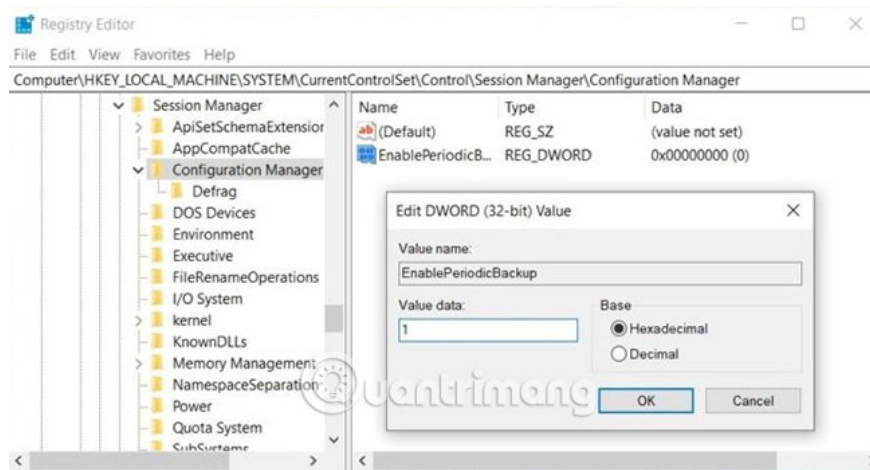 Registry Editor
File Edit View Favorites Help
Computer\HKEY_LOCAL_MACHINE\SYSTEM\CurrentControlSet\Control\Session Manager\Configuration Manager
Session Manager
ApiSetSchemaExtension
AppCompatCache
Configuration Manager
Defrag
DOS Devices
Environment
Executive
FileRenameOperations
I/O System
kernel
KnownDLLs
Memory Management
NamespaceSeparation
Power
Quota System
SubSystems
Name Type Data
ab (Default) REG_SZ (value not set)
EnablePeriodicB... REG_DWORD 0x00000000 (0)
Edit DWORD (32-bit) Value
Value name:
EnablePeriodicBackup
Value data:
1
Base
Hexadecimal
Decimal
OK Cancel
Quantrimang